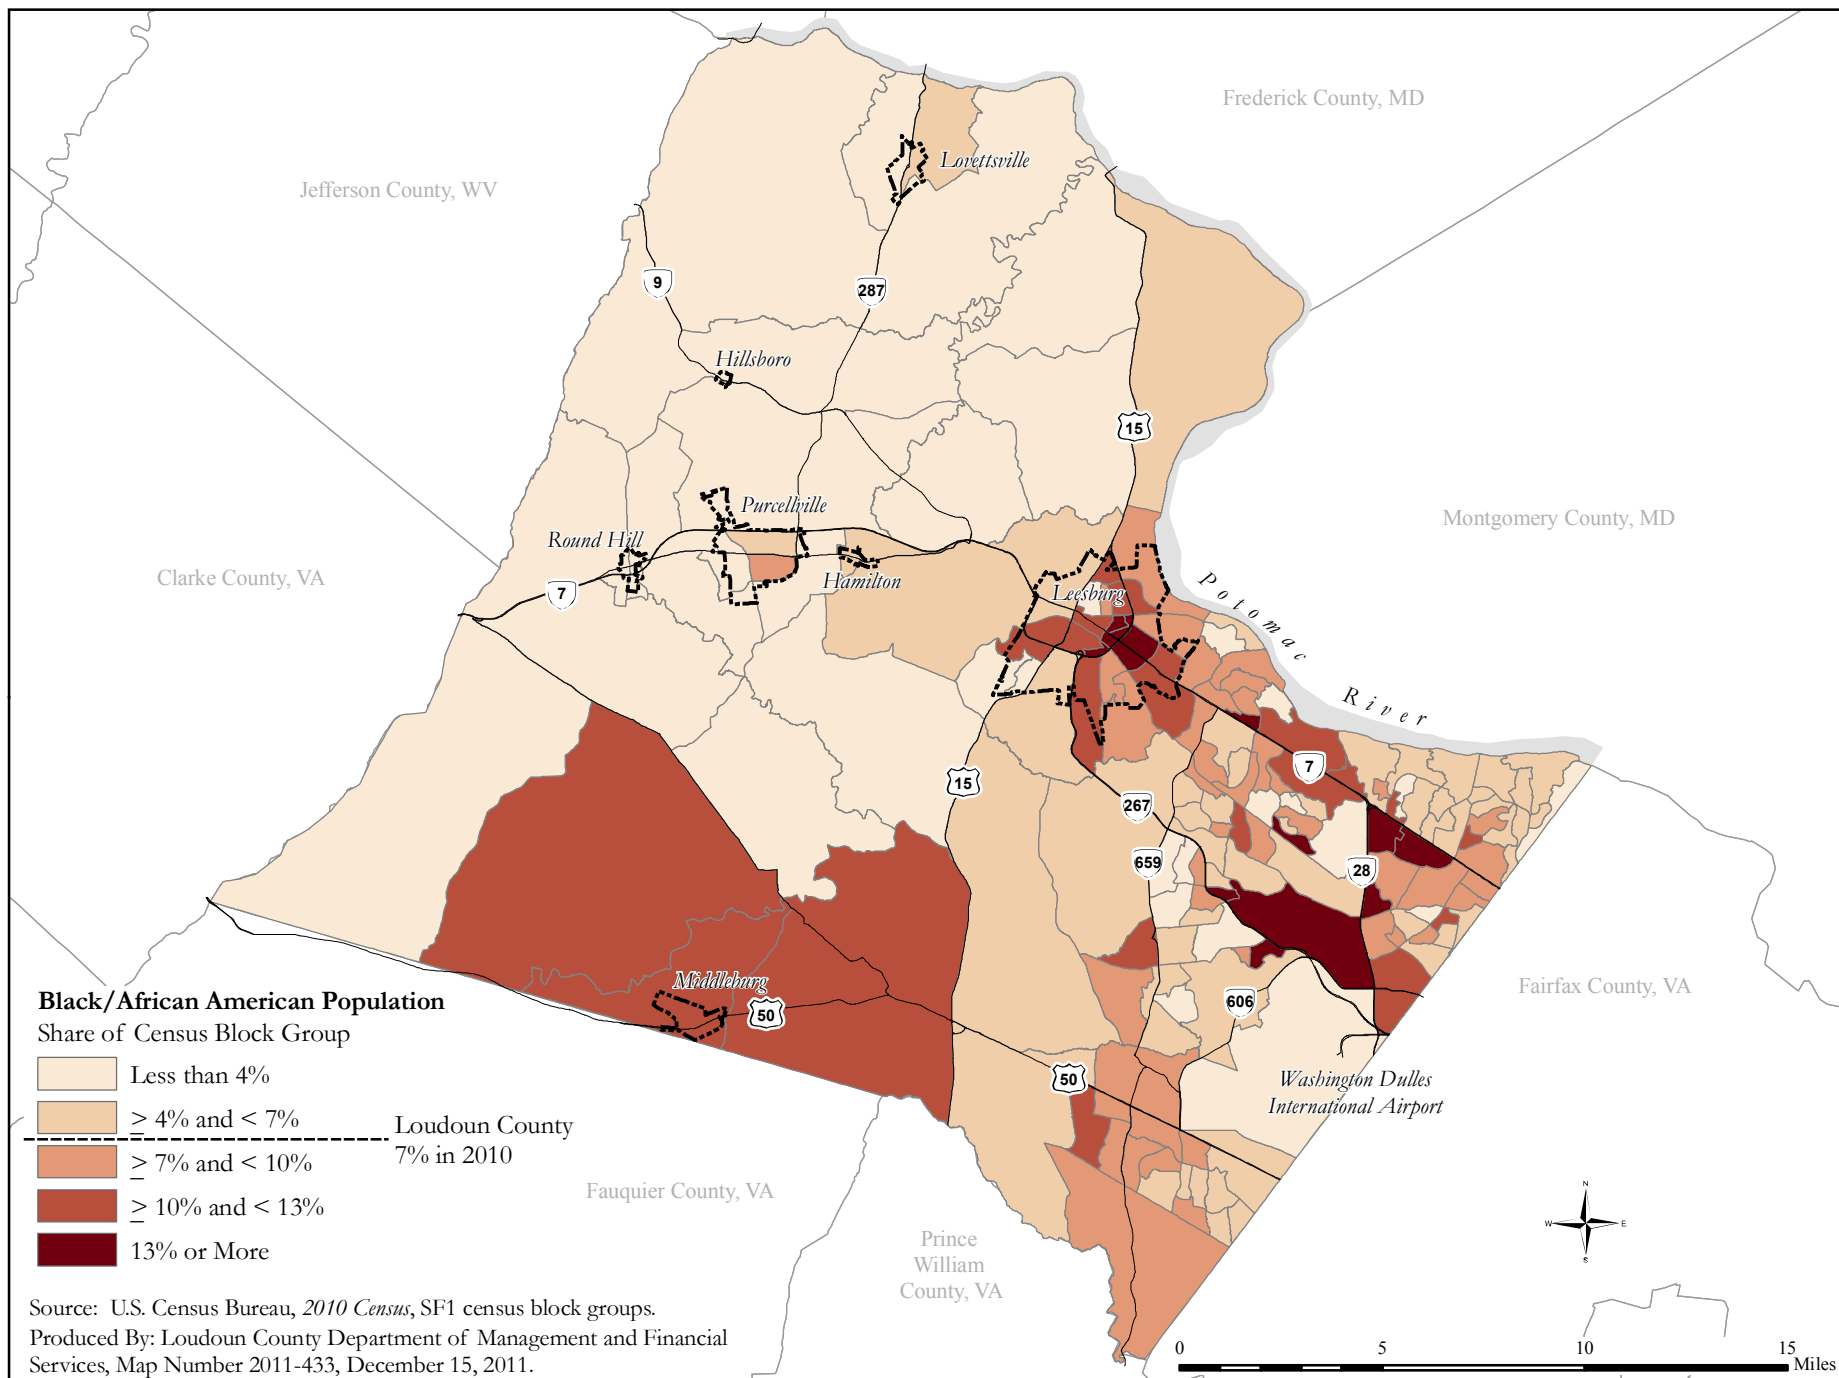 Frederick County, MD
Lovettsville
Jefferson County, WV
9
287
Hillsboro
15
Purcellville
Montgomery County, MD
Round Hill
Clarke County, VA
Hamilton
7
Leesburg
Potomac
River
7
15
267
659
28
Middleburg
Fairfax County, VA
606
50
50
Washington Dulles
International Airport
Black/African American Population
Share of Census Block Group
Less than 4%
≥ 4% and < 7%
Loudoun County
7% in 2010
≥ 7% and < 10%
≥ 10% and < 13%
13% or More
Fauquier County, VA
Prince
William
County, VA
N
W E
S
Source: U.S. Census Bureau, 2010 Census, SF1 census block groups.
Produced By: Loudoun County Department of Management and Financial
Services, Map Number 2011-433, December 15, 2011.
0 5 10 15
Miles